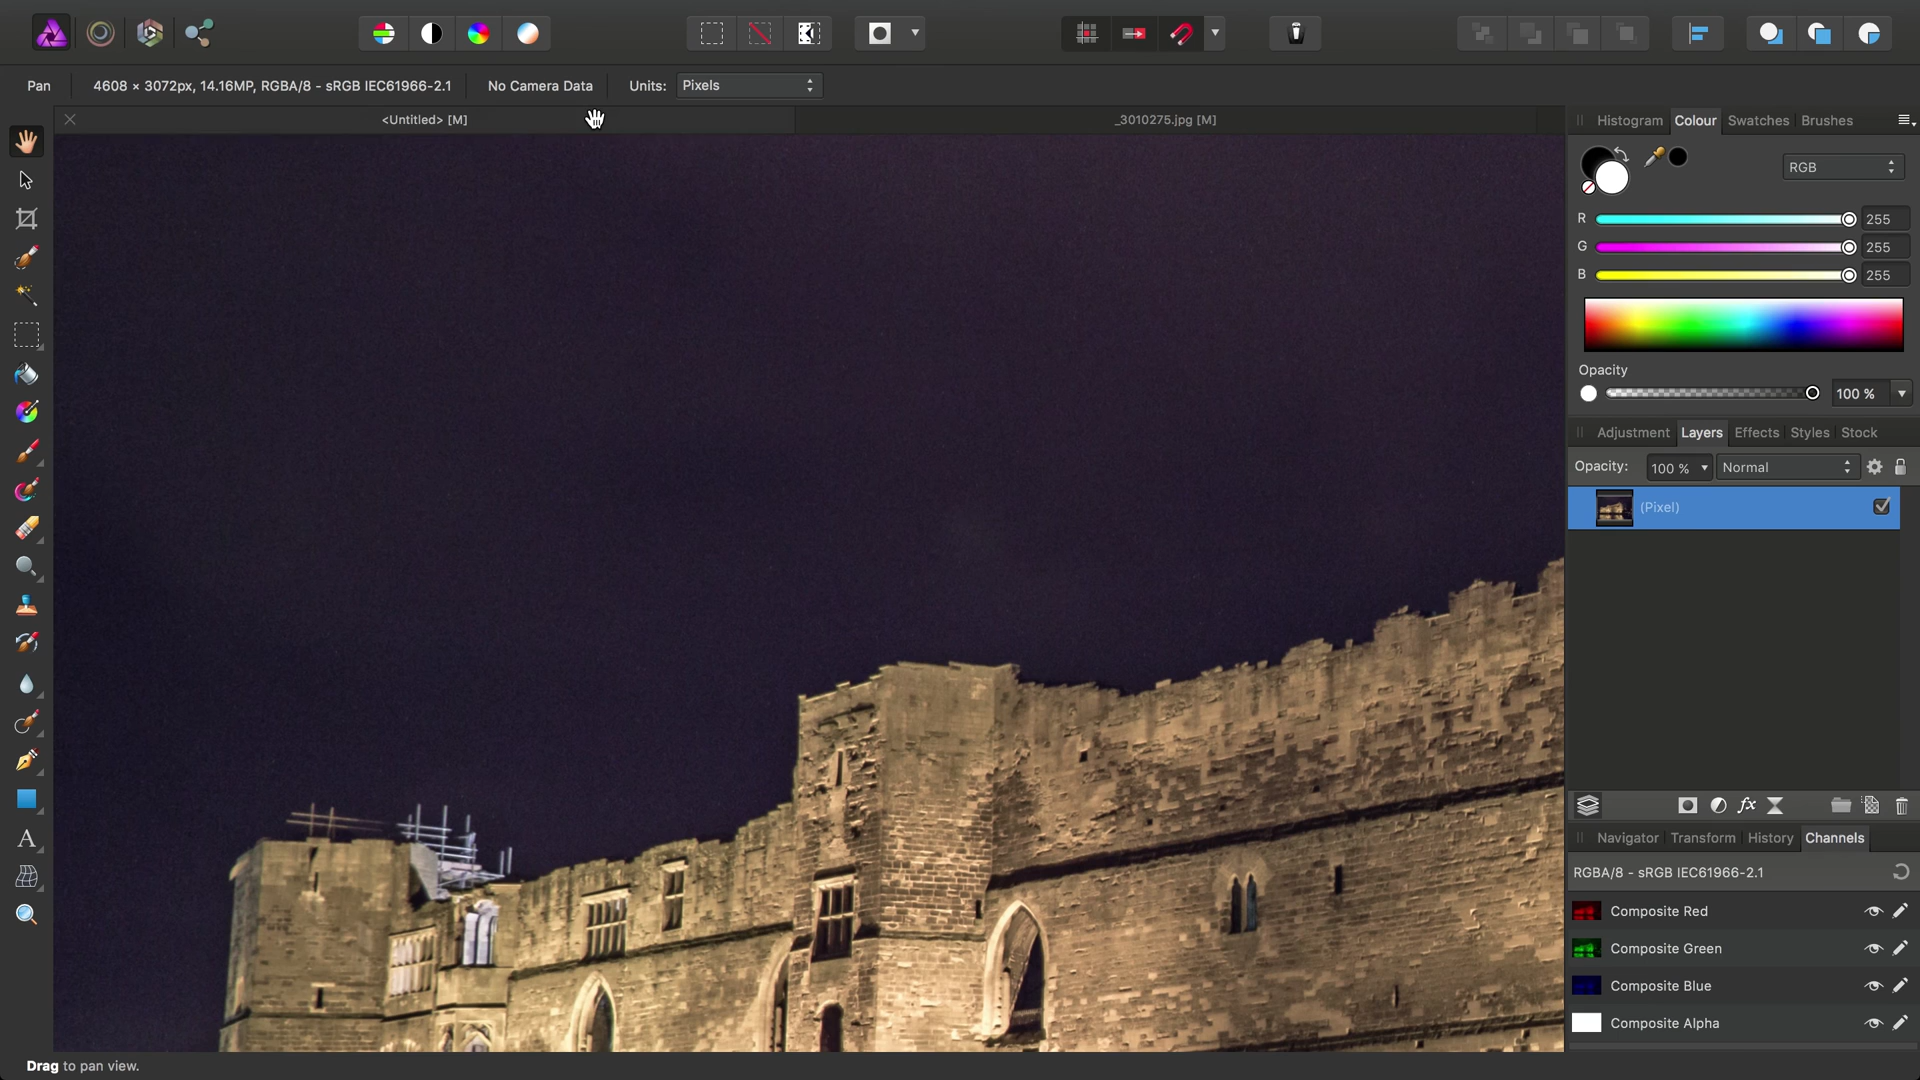 Pan
4608 × 3072px, 14.16MP, RGBA/8 - sRGB IEC61966-2.1
No Camera Data
Units:
Pixels
<Untitled> [M]
_3010275.jpg [M]
Histogram
Colour
Swatches
Brushes
RGB
R
255
G
255
B
255
Opacity
100 %
Adjustment
Layers
Effects
Styles
Stock
Opacity:
100 %
Normal
(Pixel)
fx
Navigator
Transform
History
Channels
RGBA/8 - sRGB IEC61966-2.1
Composite Red
Composite Green
Composite Blue
Composite Alpha
A
Drag to pan view.